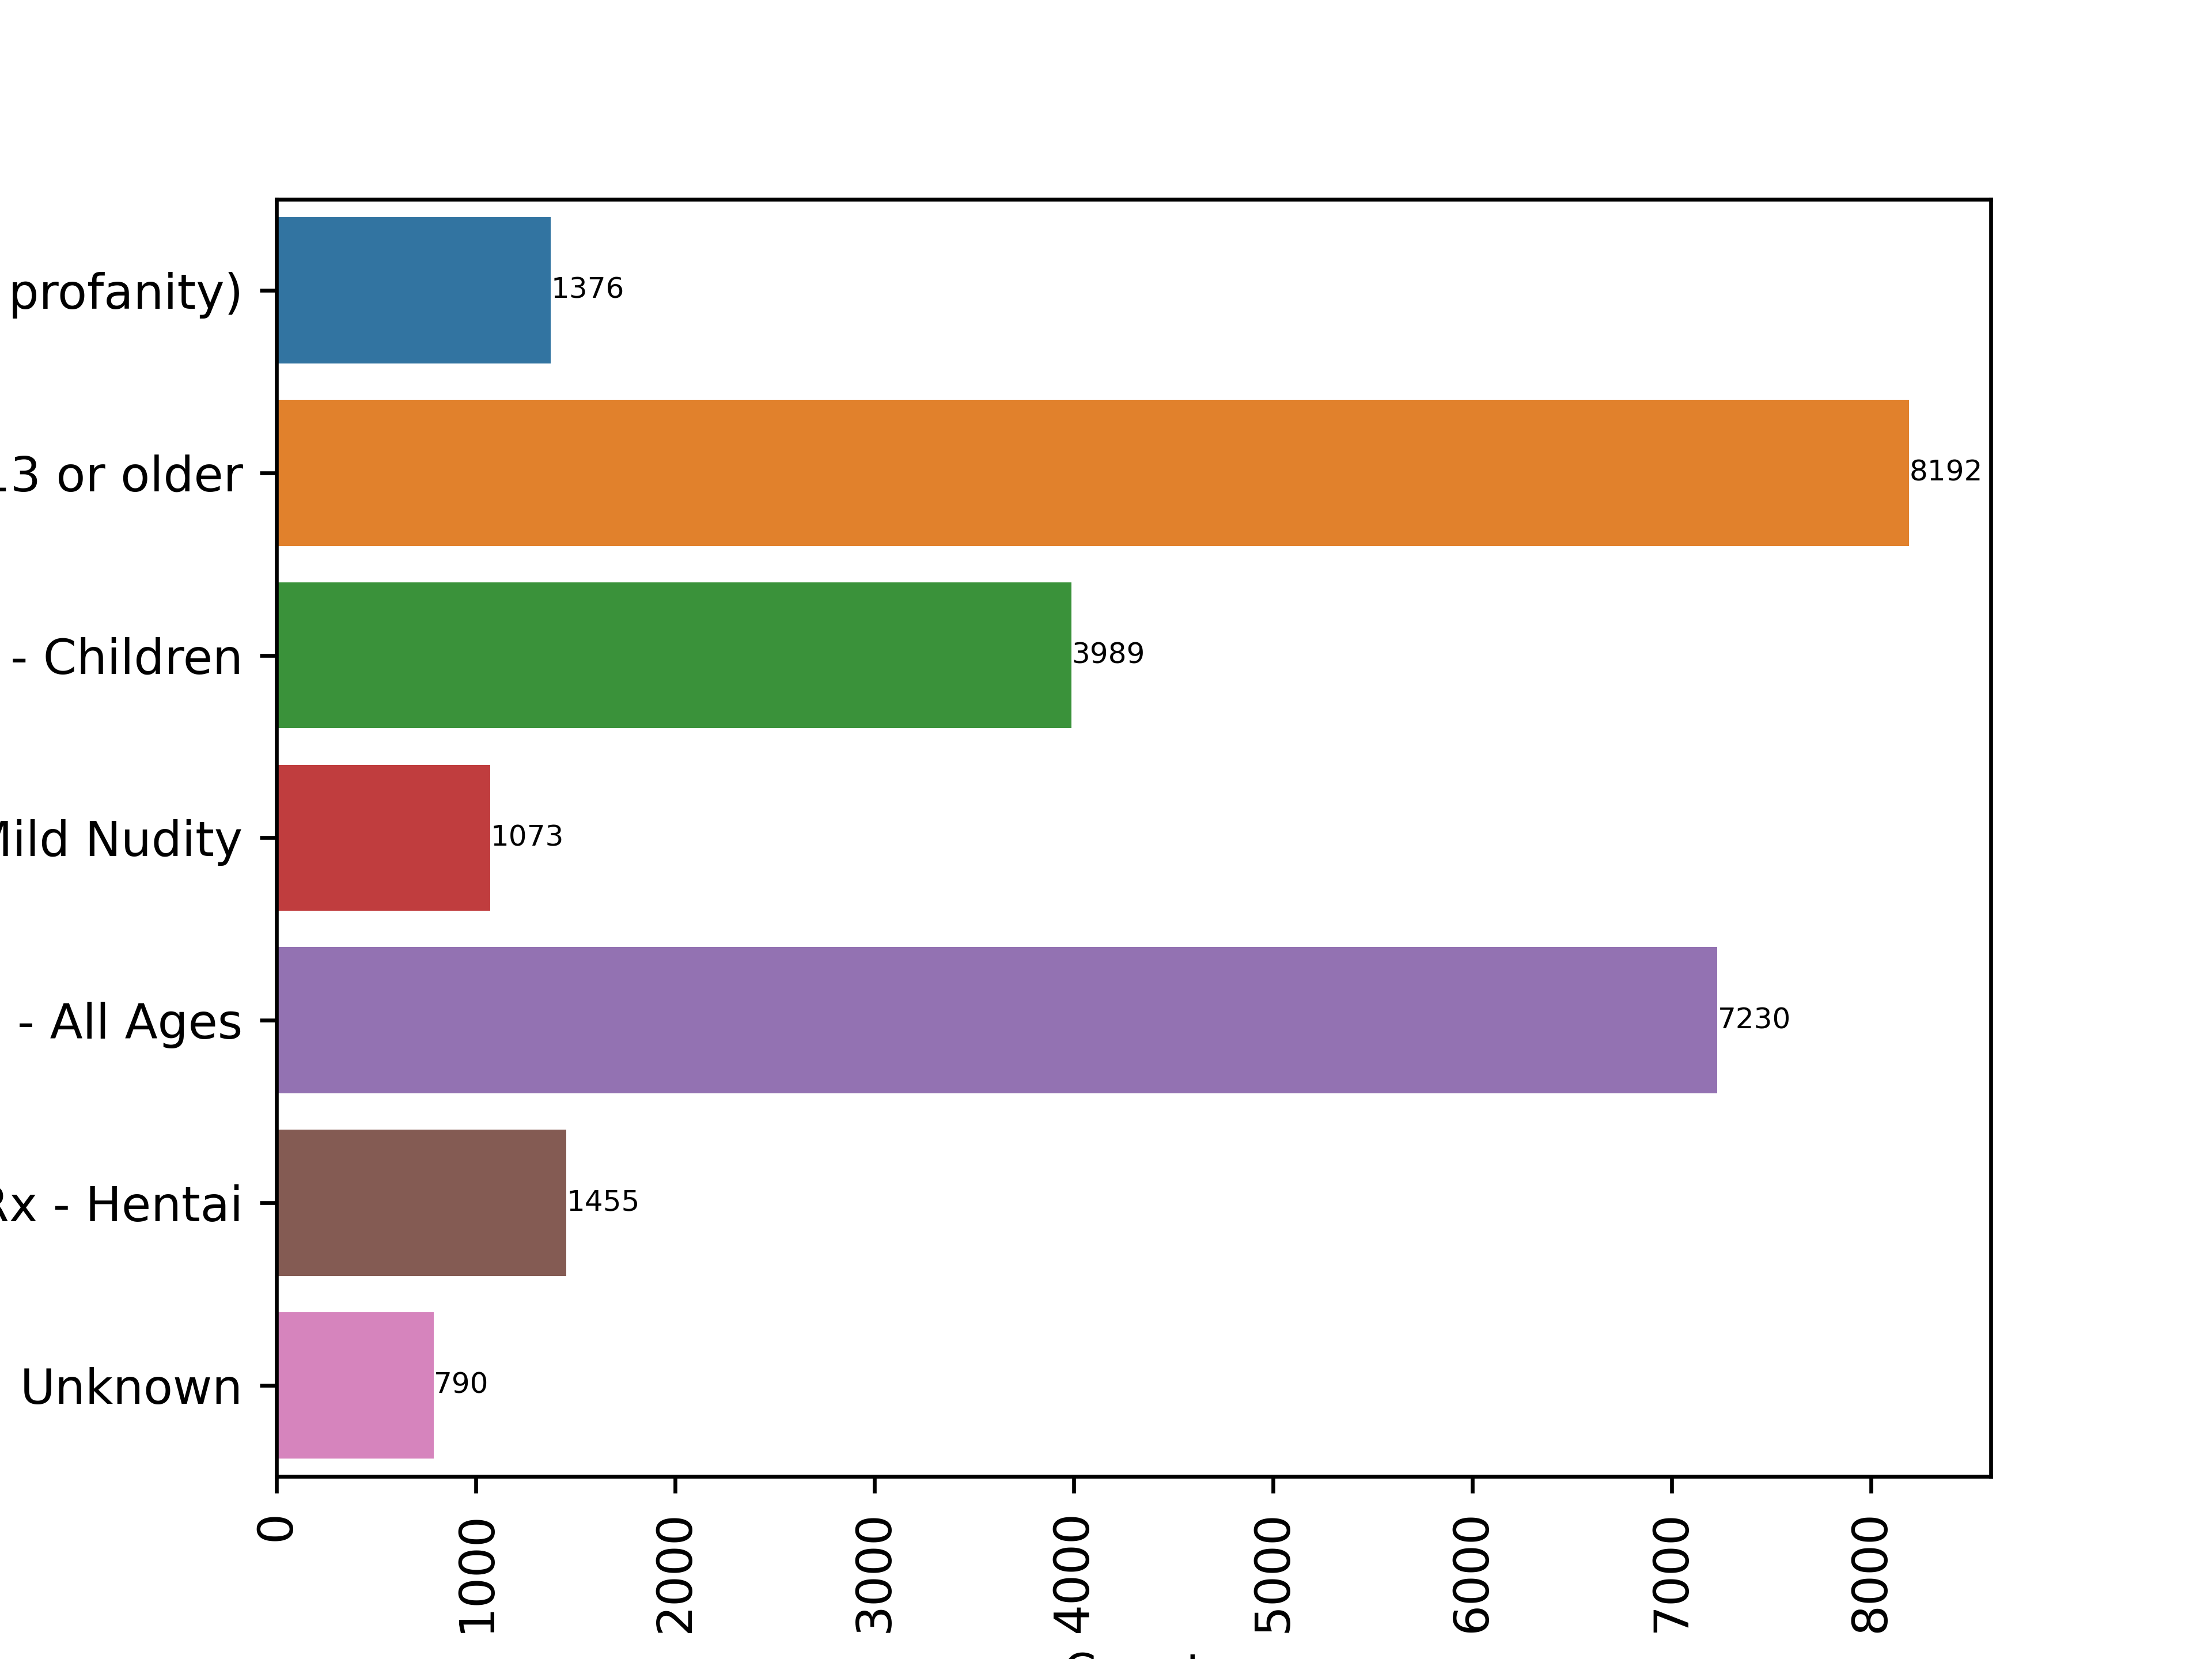 profanity)
1376
13 or older
8192
- Children
3989
Mild Nudity
1073
- All Ages
7230
Rx - Hentai
1455
Unknown
790
0 1000 2000 3000 4000 5000 6000 7000 8000